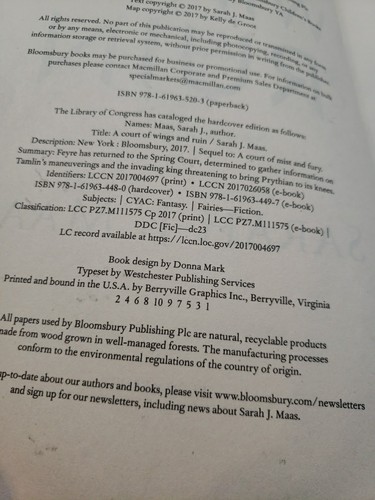 Text copyright © 2017 by Sarah J. Maas
Map copyright © 2017 by Kelly de Groot
All rights reserved. No part of this publication may be reproduced or transmitted in any form
or by any means, electronic or mechanical, including photocopying, recording, or any
information storage or retrieval system, without prior permission in writing from the publisher.
Bloomsbury books may be purchased for business or promotional use. For information on bulk
purchases please contact Macmillan Corporate and Premium Sales Department at
specialmarkets@macmillan.com
ISBN 978-1-61963-520-3 (paperback)
The Library of Congress has cataloged the hardcover edition as follows:
Names: Maas, Sarah J., author.
Title: A court of wings and ruin / Sarah J. Maas.
Description: New York : Bloomsbury, 2017. | Sequel to: A court of mist and fury.
Summary: Feyre has returned to the Spring Court, determined to gather information on
Tamlin's maneuverings and the invading king threatening to bring Prythian to its knees.
Identifiers: LCCN 2017004697 (print) • LCCN 2017026058 (e-book)
ISBN 978-1-61963-448-0 (hardcover) • ISBN 978-1-61963-449-7 (e-book)
Subjects: | CYAC: Fantasy. | Fairies—Fiction.
Classification: LCC PZ7.M111575 Cp 2017 (print) | LCC PZ7.M111575 (e-book) |
DDC [Fic]—dc23
LC record available at https://lccn.loc.gov/2017004697
Book design by Donna Mark
Typeset by Westchester Publishing Services
Printed and bound in the U.S.A. by Berryville Graphics Inc., Berryville, Virginia
2 4 6 8 10 9 7 5 3 1
All papers used by Bloomsbury Publishing Plc are natural, recyclable products
made from wood grown in well-managed forests. The manufacturing processes
conform to the environmental regulations of the country of origin.
up-to-date about our authors and books, please visit www.bloomsbury.com/newsletters
and sign up for our newsletters, including news about Sarah J. Maas.